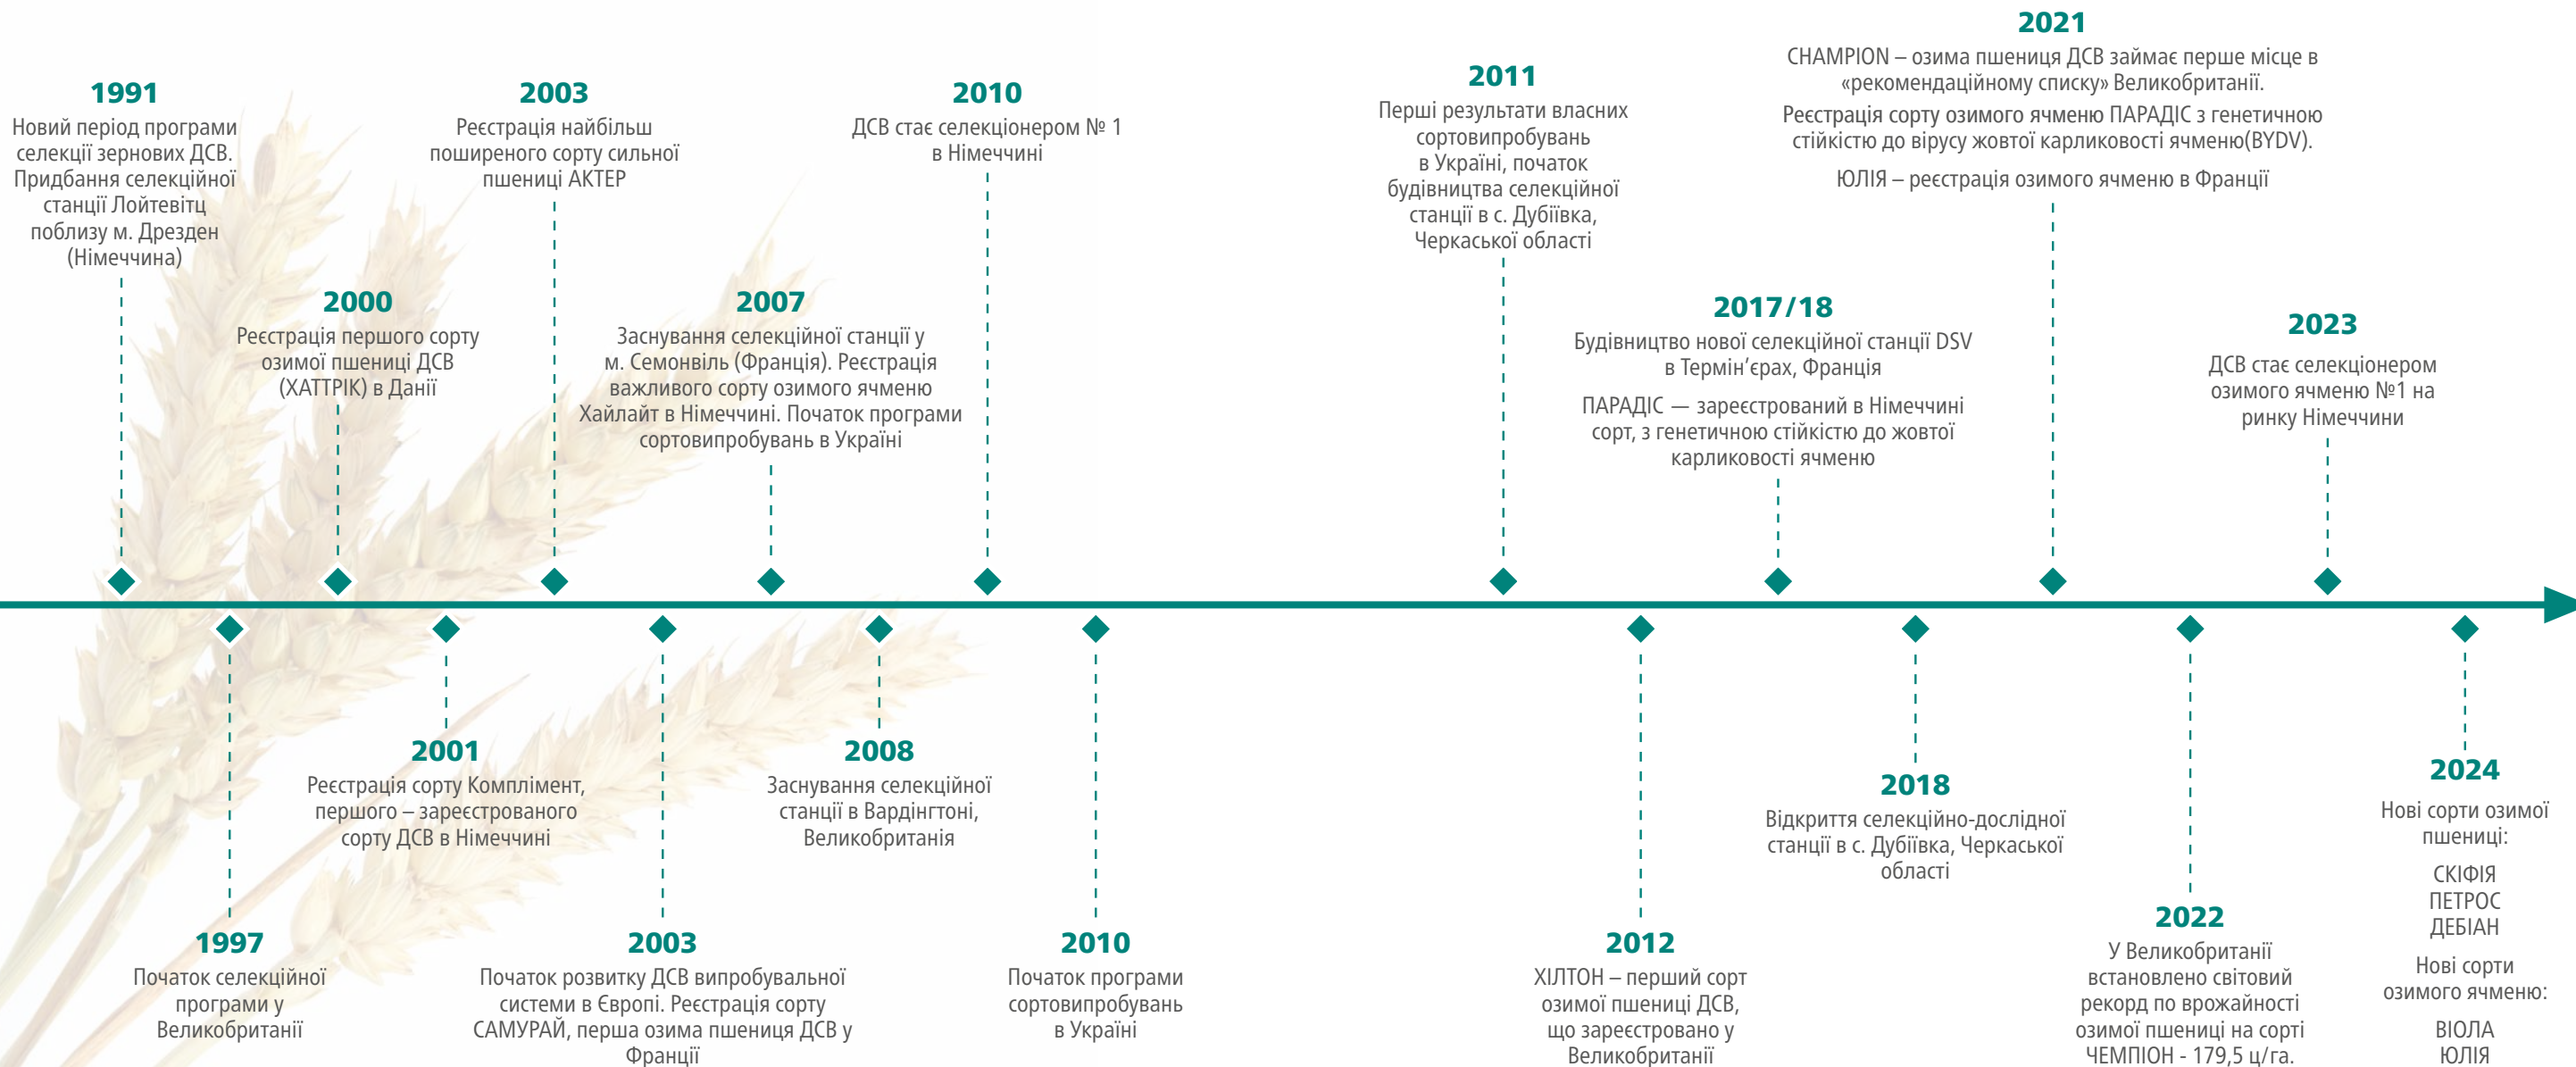 1991
Новий період програми
селекції зернових ДСВ.
Придбання селекційної
станції Лойтевітц
поблизу м. Дрезден
(Німеччина)
1997
Початок селекційної
програми у
Великобританії
2000
Реєстрація першого сорту
озимої пшениці ДСВ
(ХАТТРІК) в Данії
2001
Реєстрація сорту Комплімент,
першого – зареєстрованого
сорту ДСВ в Німеччині
2003
Реєстрація найбільш
поширеного сорту сильної
пшениці АКТЕР
2003
Початок розвитку ДСВ випробувальної
системи в Європі. Реєстрація сорту
САМУРАЙ, перша озима пшениця ДСВ у
Франції
2007
Заснування селекційної станції у
м. Семонвіль (Франція). Реєстрація
важливого сорту озимого ячменю
Хайлайт в Німеччині. Початок програми
сортовипробувань в Україні
2008
Заснування селекційної
станції в Вардінгтоні,
Великобританія
2010
ДСВ стає селекціонером № 1
в Німеччині
2010
Початок програми
сортовипробувань
в Україні
2011
Перші результати власних
сортовипробувань
в Україні, початок
будівництва селекційної
станції в с. Дубіївка,
Черкаської області
2012
ХІЛТОН – перший сорт
озимої пшениці ДСВ,
що зареєстровано у
Великобританії
2017/18
Будівництво нової селекційної станції DSV
в Термін’єрах, Франція
ПАРАДІС — зареєстрований в Німеччині
сорт, з генетичною стійкістю до жовтої
карликовості ячменю
2018
Відкриття селекційно-дослідної
станції в с. Дубіївка, Черкаської
області
2021
CHAMPION – озима пшениця ДСВ займає перше місце в
«рекомендаційному списку» Великобританії.
Реєстрація сорту озимого ячменю ПАРАДІС з генетичною
стійкістю до вірусу жовтої карликовості ячменю(BYDV).
ЮЛІЯ – реєстрація озимого ячменю в Франції
2022
У Великобританії
встановлено світовий
рекорд по врожайності
озимої пшениці на сорті
ЧЕМПІОН - 179,5 ц/га.
2023
ДСВ стає селекціонером
озимого ячменю №1 на
ринку Німеччини
2024
Нові сорти озимої
пшениці:
СКІФІЯ
ПЕТРОС
ДЕБІАН
Нові сорти
озимого ячменю:
ВІОЛА
ЮЛІЯ